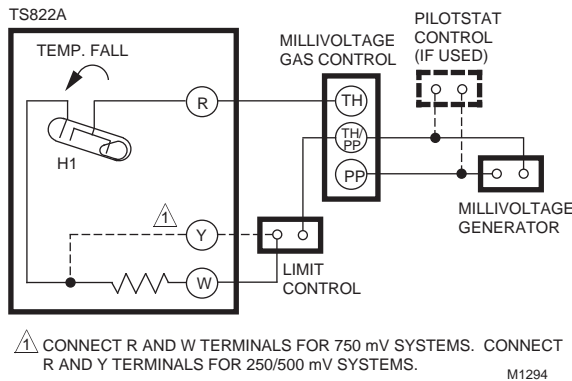 TS822A
TEMP. FALL
H1
R
Y
W
1
MILLIVOLTAGE
GAS CONTROL
TH
TH/
PP
PP
PILOTSTAT
CONTROL
(IF USED)
MILLIVOLTAGE
GENERATOR
LIMIT
CONTROL
1 CONNECT R AND W TERMINALS FOR 750 mV SYSTEMS. CONNECT
R AND Y TERMINALS FOR 250/500 mV SYSTEMS.
M1294